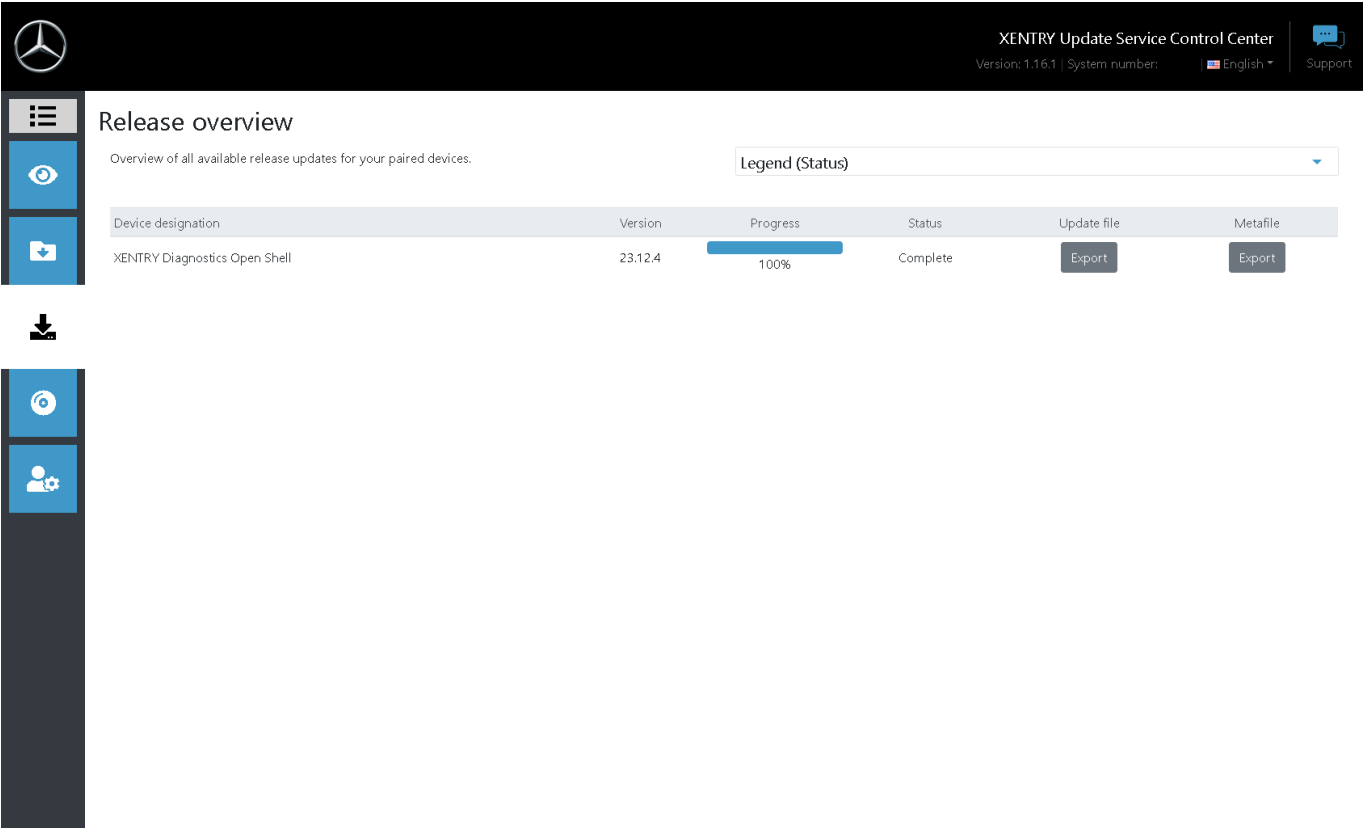 XENTRY Update Service Control Center
Version: 1.16.1 | System number: | English
Support
Release overview
Overview of all available release updates for your paired devices.
Legend (Status)
Device designation Version Progress Status Update file Metafile
XENTRY Diagnostics Open Shell 23.12.4 100% Complete Export Export